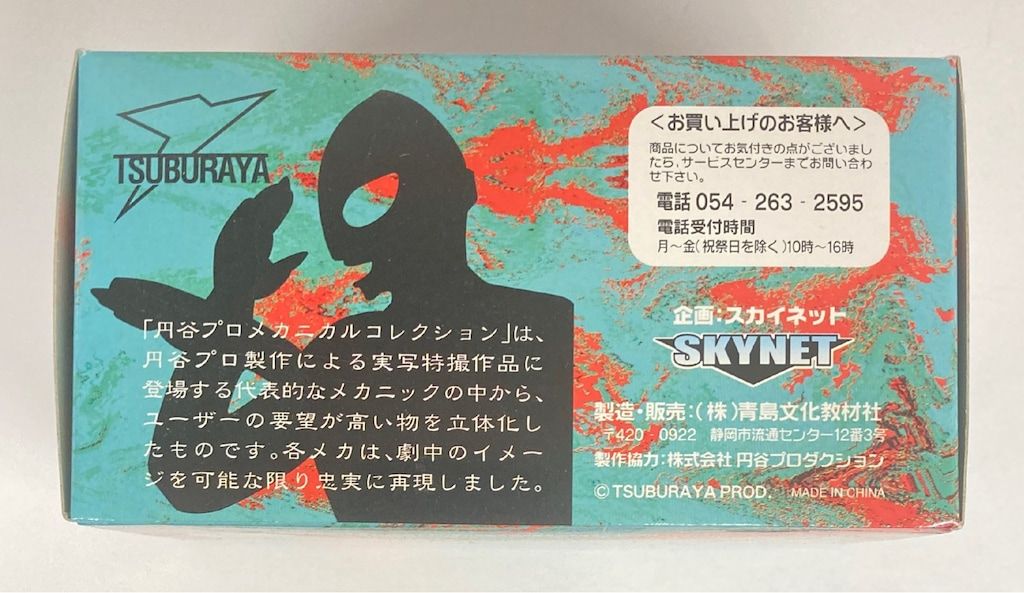 TSUBURAYA
「円谷プロメカニカルコレクション」は、
円谷プロ製作による実写特撮作品に
登場する代表的なメカニックの中から、
ユーザーの要望が高い物を立体化し
たものです。各メカは、劇中のイメー
ジを可能な限り忠実に再現しました。
＜お買い上げのお客様へ＞
商品についてお気付きの点がございまし
たら、サービスセンターまでお問い合わ
せ下さい。
電話 054 - 263 - 2595
電話受付時間
月～金(祝祭日を除く)10時～16時
企画：スカイネット
SKYNET
製造・販売：(株)青島文化教材社
〒420 - 0922 静岡市流通センター12番3号
製作協力：株式会社 円谷プロダクション
© TSUBURAYA PROD. MADE IN CHINA